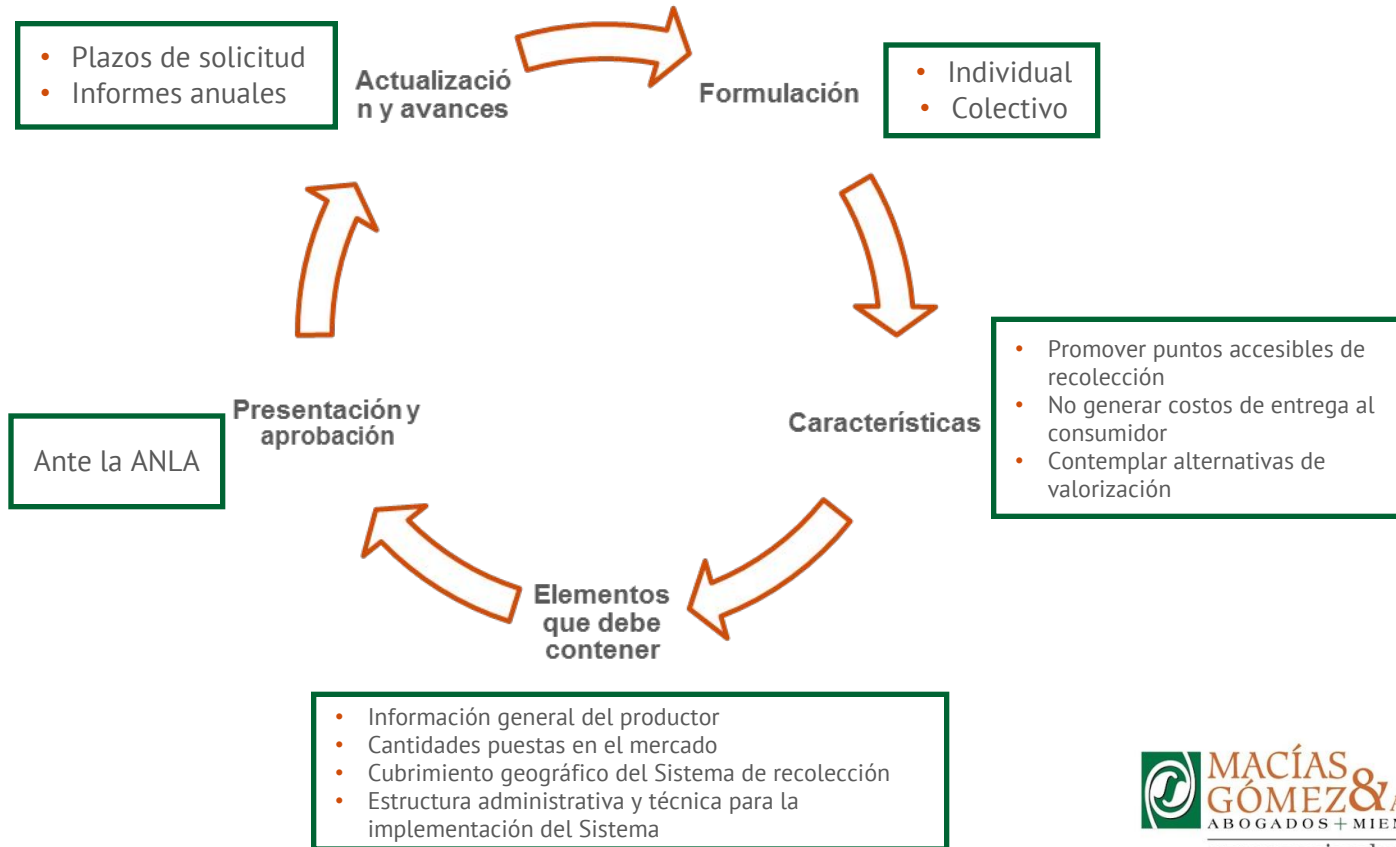 • Plazos de solicitud
• Informes anuales
Actualizació
n y avances
Formulación
• Individual
• Colectivo
Presentación y
aprobación
Ante la ANLA
Características
• Promover puntos accesibles de
recolección
• No generar costos de entrega al
consumidor
• Contemplar alternativas de
valorización
Elementos
que debe
contener
• Información general del productor
• Cantidades puestas en el mercado
• Cubrimiento geográfico del Sistema de recolección
• Estructura administrativa y técnica para la
implementación del Sistema
MACÍAS
GÓMEZ &
ABOGADOS +